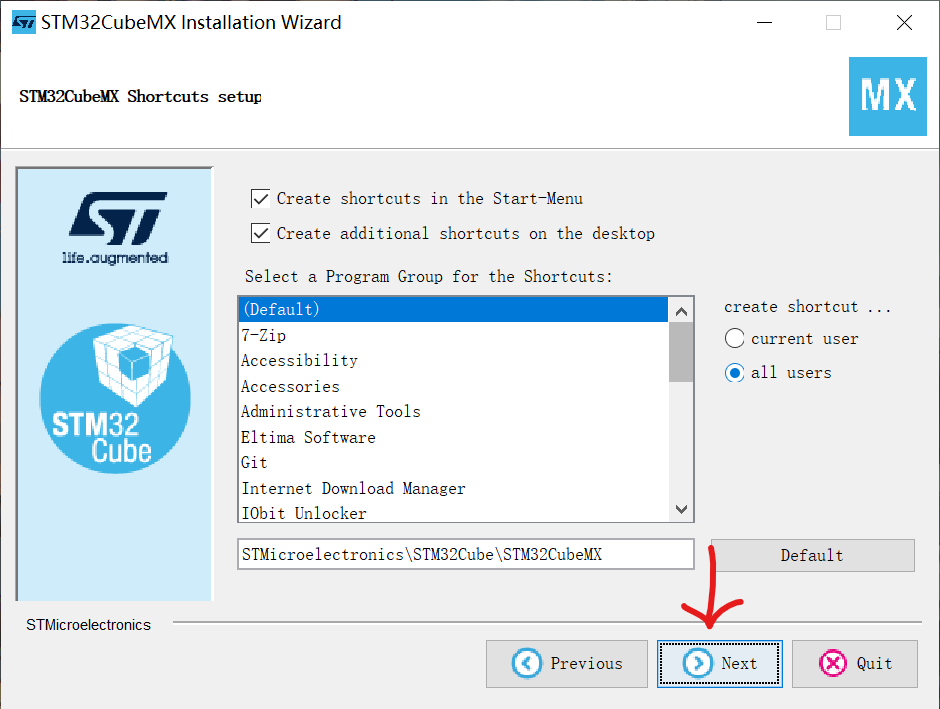 STM32CubeMX Installation Wizard
STM32CubeMX Shortcuts setup
MX
ST
life.augmented
STM32
Cube
Create shortcuts in the Start-Menu
Create additional shortcuts on the desktop
Select a Program Group for the Shortcuts:
(Default)
7-Zip
Accessibility
Accessories
Administrative Tools
Eltima Software
Git
Internet Download Manager
IObit Unlocker
create shortcut ...
current user
all users
STMicroelectronics\STM32Cube\STM32CubeMX
Default
STMicroelectronics
Previous
Next
Quit